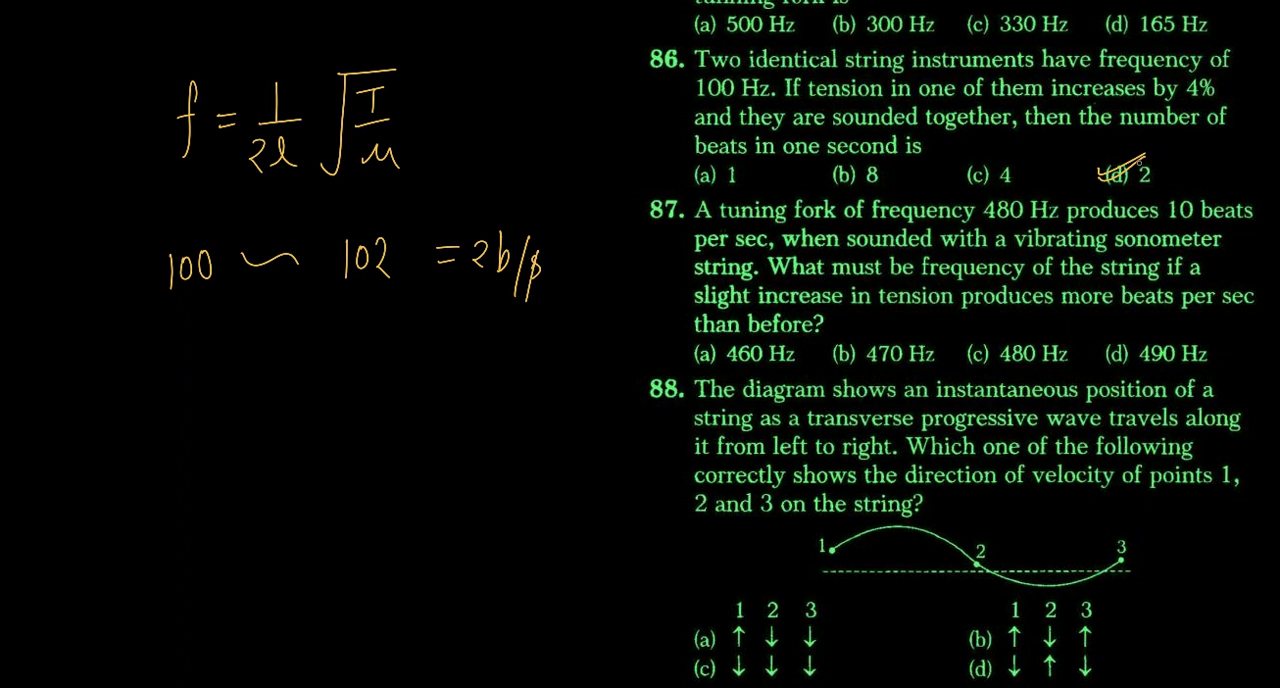 tunning fork is
(a) 500 Hz (b) 300 Hz (c) 330 Hz (d) 165 Hz
86. Two identical string instruments have frequency of
100 Hz. If tension in one of them increases by 4%
and they are sounded together, then the number of
beats in one second is
(a) 1 (b) 8 (c) 4 (d) 2
87. A tuning fork of frequency 480 Hz produces 10 beats
per sec, when sounded with a vibrating sonometer
string. What must be frequency of the string if a
slight increase in tension produces more beats per sec
than before?
(a) 460 Hz (b) 470 Hz (c) 480 Hz (d) 490 Hz
88. The diagram shows an instantaneous position of a
string as a transverse progressive wave travels along
it from left to right. Which one of the following
correctly shows the direction of velocity of points 1,
2 and 3 on the string?
1 2 3
1 2 3 1 2 3
(a) ↑ ↓ ↓ (b) ↑ ↓ ↑
(c) ↓ ↓ ↓ (d) ↓ ↑ ↓
f = 1/2l √T/μ
100 ~ 102 = 2b/s